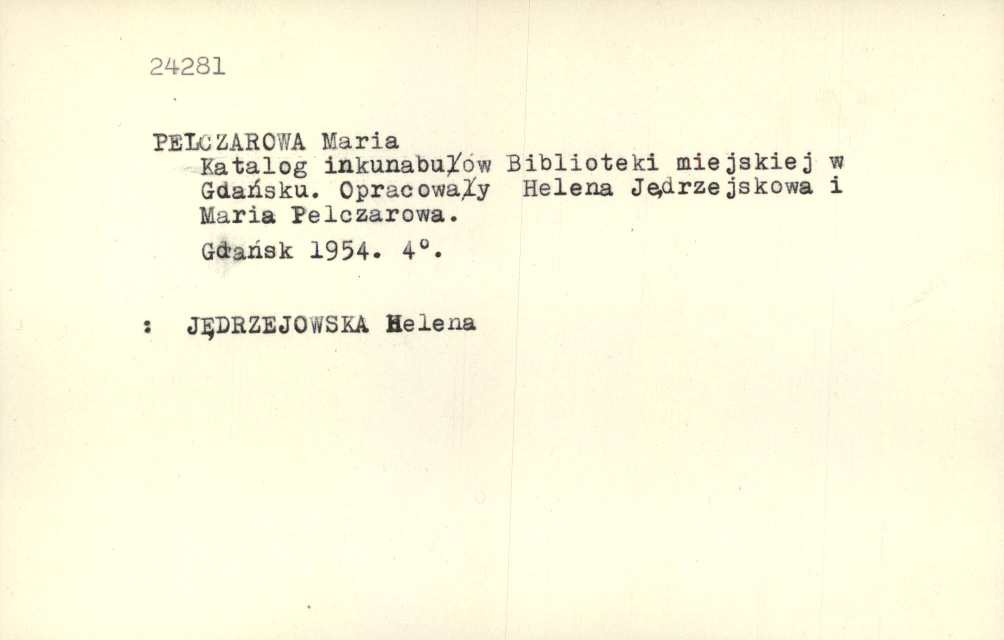 24281
PELCZAROWA Maria
Katalog inkunabułów Biblioteki miejskiej w
Gdańsku. Opracowały Helena Jędrzejskowa i
Maria Pelczarowa.
Gdańsk 1954. 4°.
: JĘDRZEJOWSKA Helena